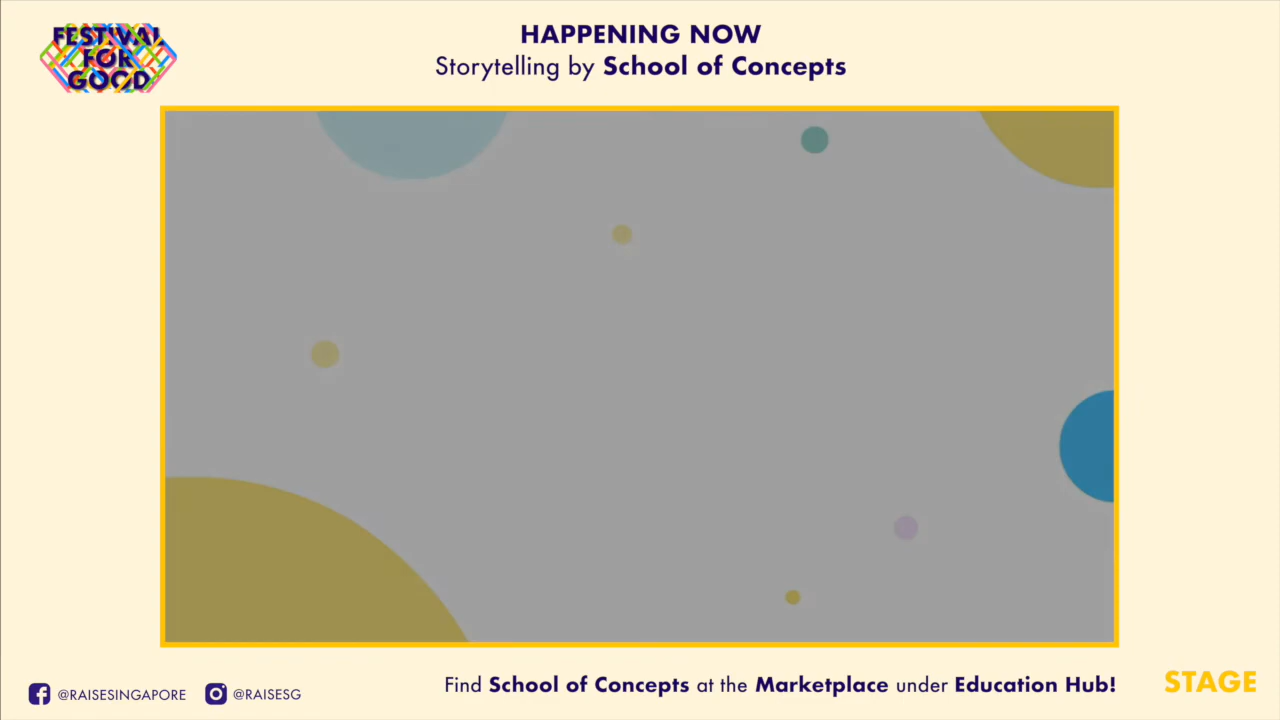 FESTIVAL
FOR
GOOD
HAPPENING NOW
Storytelling by School of Concepts
@RAISESINGAPORE
@RAISESG
Find School of Concepts at the Marketplace under Education Hub!
STAGE